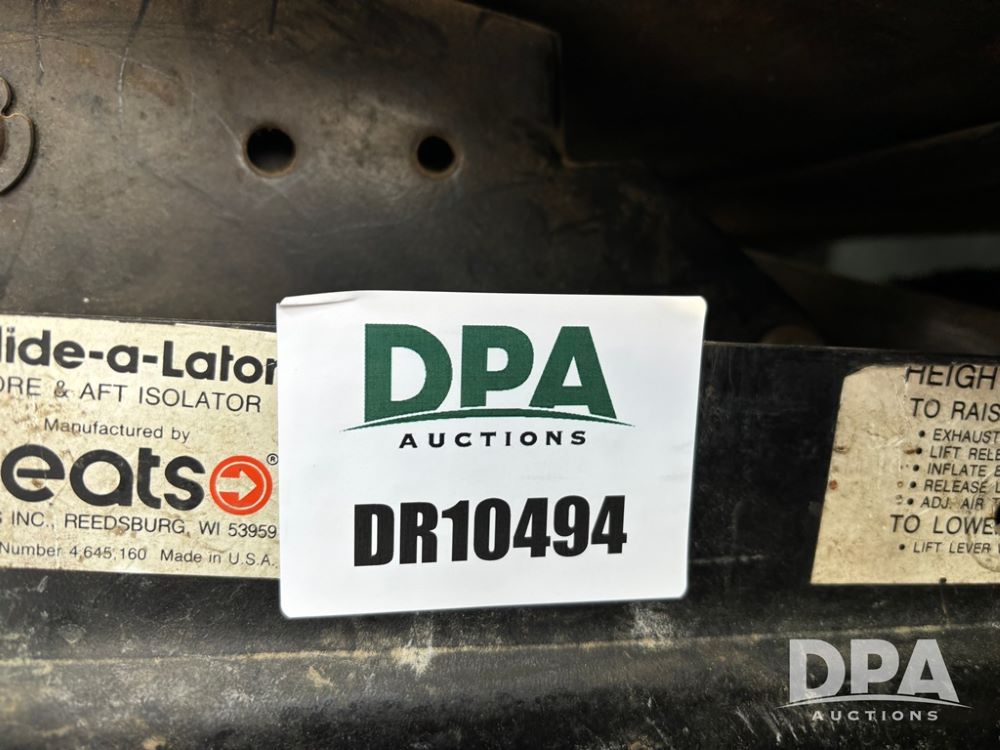 lide-a-Lator
ORE & AFT ISOLATOR
Manufactured by
eats ®
INC., REEDSBURG, WI 53959
Number 4,645,160 Made in U.S.A.
DPA
AUCTIONS
DR10494
HEIGH
TO RAIS
• EXHAUST
• LIFT RELE
• INFLATE
• RELEASE
• ADJ. AIR
TO LOWE
• LIFT LEVER
DPA
AUCTIONS